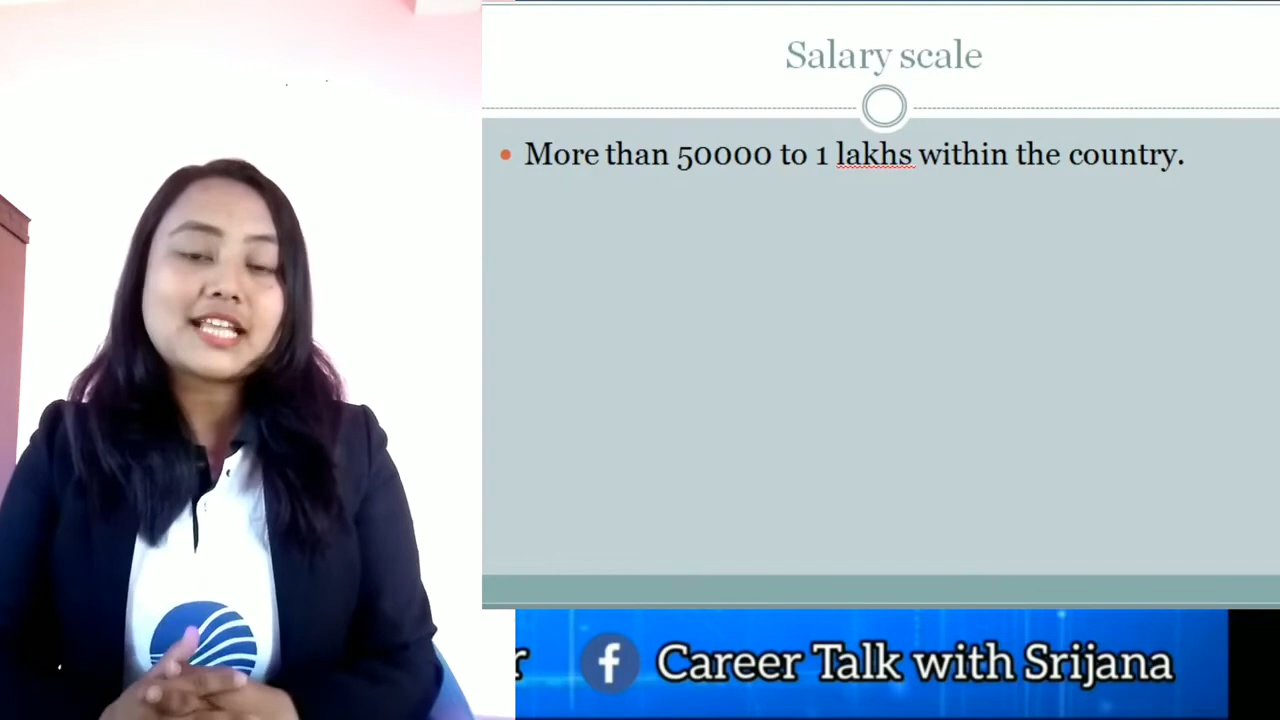 Salary scale
More than 50000 to 1 lakhs within the country.
r
Career Talk with Srijana